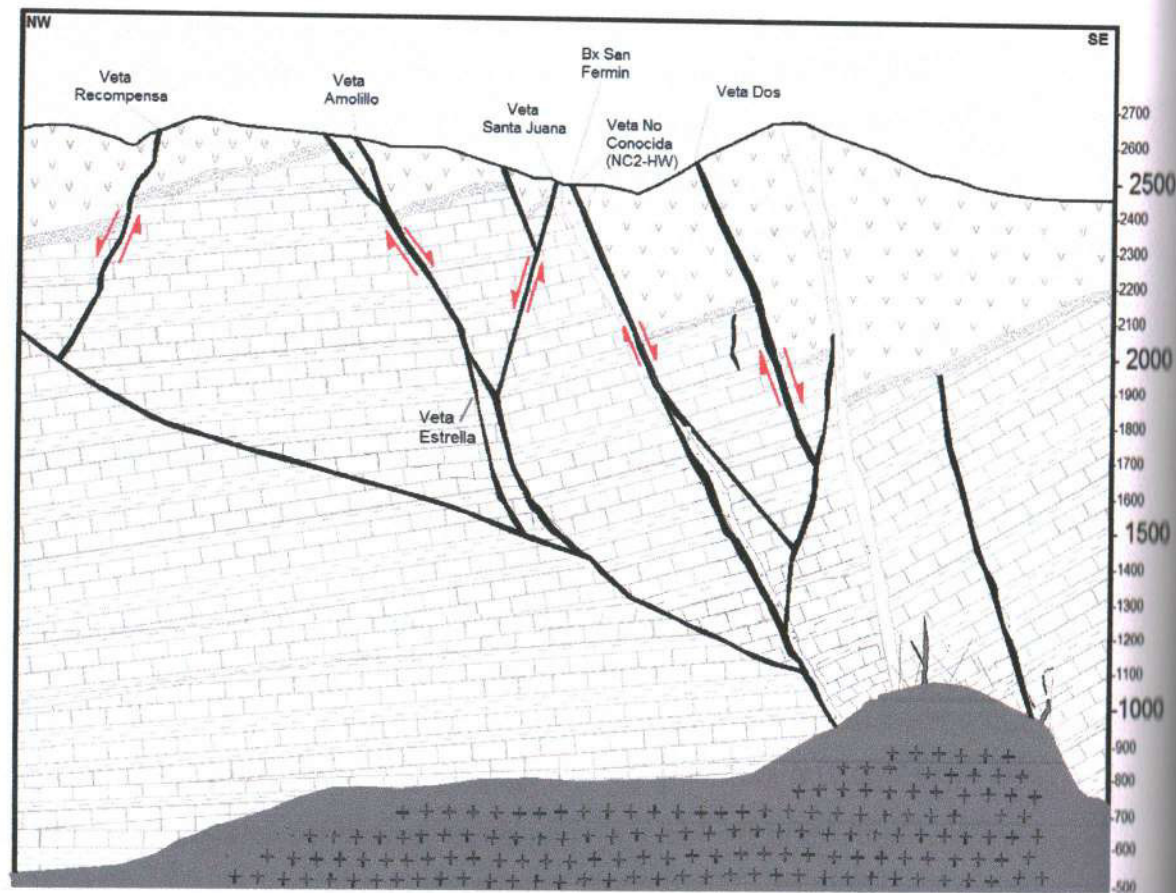 NW
SE
Veta
Recompensa
Veta
Amolillo
Veta
Santa Juana
Bx San
Fermin
Veta No
Conocida
(NC2-HW)
Veta Dos
Veta
Estrella
2700
2600
2500
2400
2300
2200
2100
2000
1900
1800
1700
1600
1500
1400
1300
1200
1100
1000
900
800
700
600
500